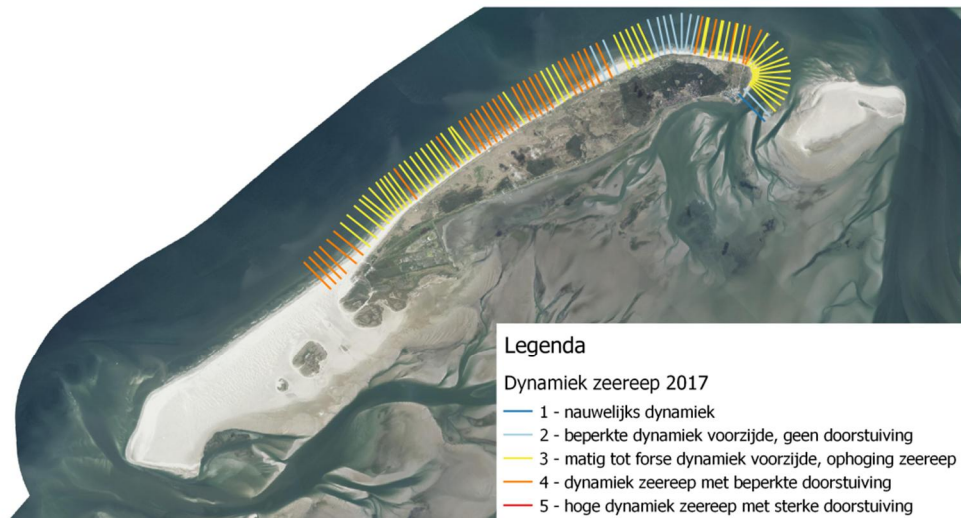 Legenda
Dynamiek zeereep 2017
1 - nauwelijks dynamiek
2 - beperkte dynamiek voorzijde, geen doorstuiving
3 - matig tot forse dynamiek voorzijde, ophoging zeereep
4 - dynamiek zeereep met beperkte doorstuiving
5 - hoge dynamiek zeereep met sterke doorstuiving